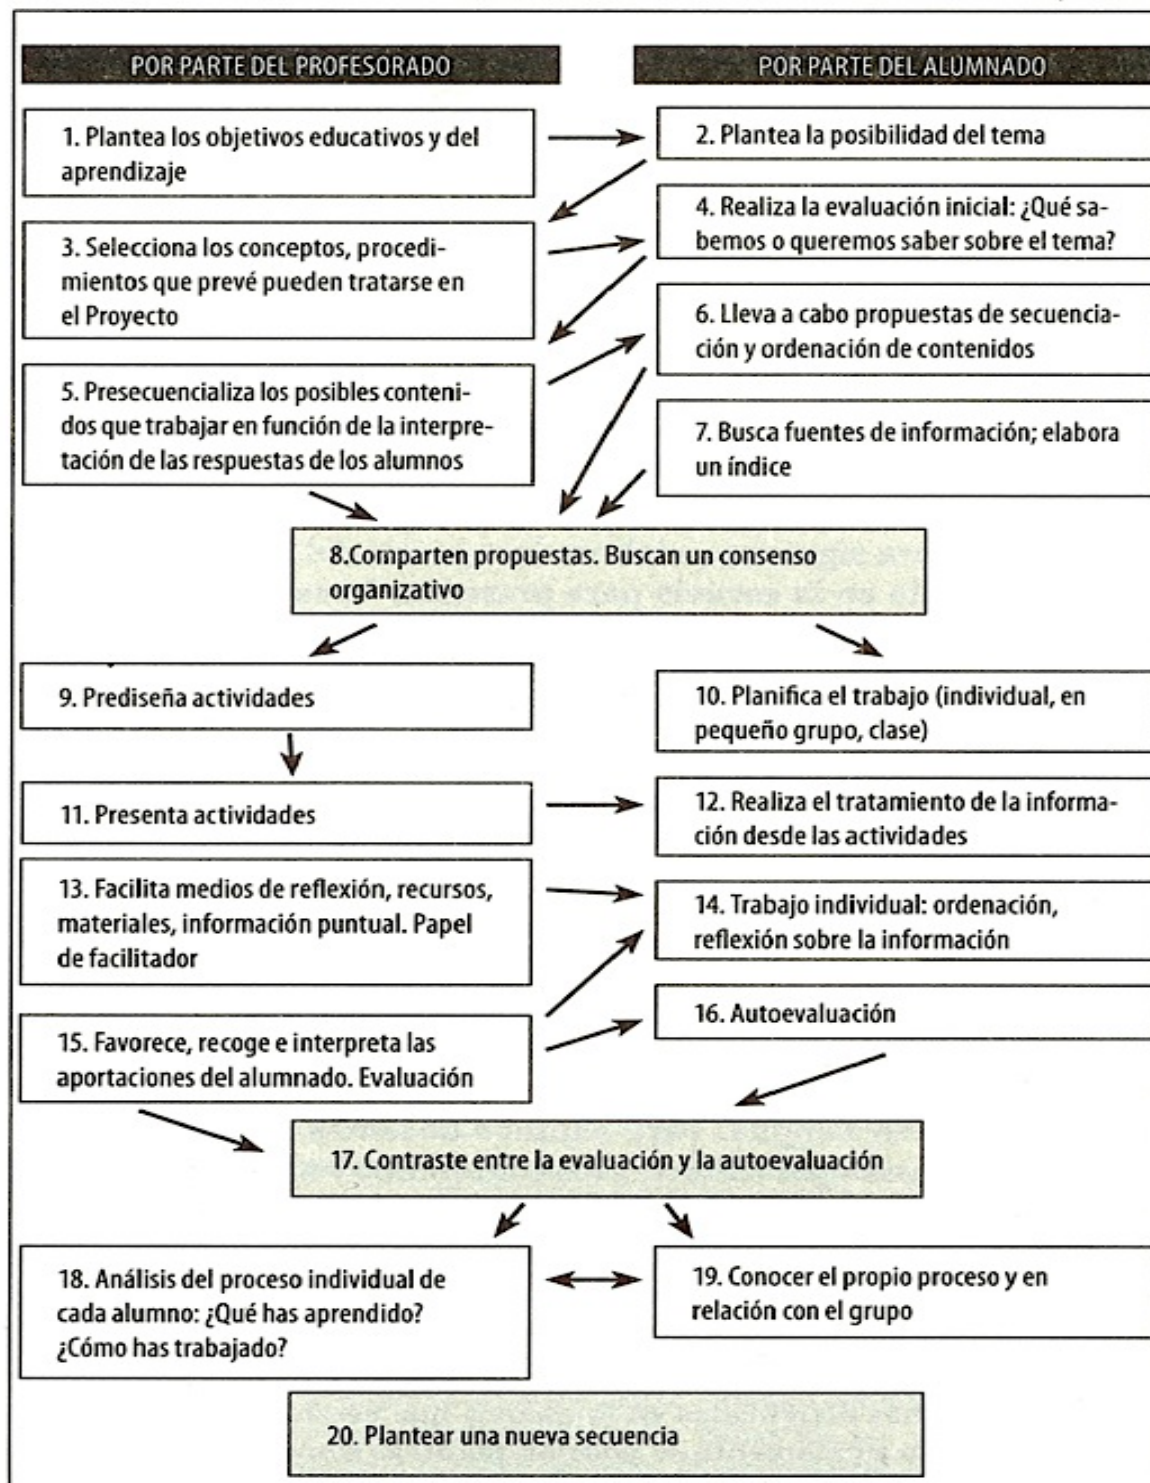 POR PARTE DEL PROFESORADO
POR PARTE DEL ALUMNADO
1. Plantea los objetivos educativos y del
aprendizaje
2. Plantea la posibilidad del tema
3. Selecciona los conceptos, procedi-
mientos que prevé pueden tratarse en
el Proyecto
4. Realiza la evaluación inicial: ¿Qué sa-
bemos o queremos saber sobre el tema?
5. Presecuencializa los posibles conteni-
dos que trabajar en función de la interpre-
tación de las respuestas de los alumnos
6. Lleva a cabo propuestas de secuencia-
ción y ordenación de contenidos
7. Busca fuentes de información; elabora
un índice
8.Comparten propuestas. Buscan un consenso
organizativo
9. Prediseña actividades
10. Planifica el trabajo (individual, en
pequeño grupo, clase)
11. Presenta actividades
12. Realiza el tratamiento de la informa-
ción desde las actividades
13. Facilita medios de reflexión, recursos,
materiales, información puntual. Papel
de facilitador
14. Trabajo individual: ordenación,
reflexión sobre la información
15. Favorece, recoge e interpreta las
aportaciones del alumnado. Evaluación
16. Autoevaluación
17. Contraste entre la evaluación y la autoevaluación
18. Análisis del proceso individual de
cada alumno: ¿Qué has aprendido?
¿Cómo has trabajado?
19. Conocer el propio proceso y en
relación con el grupo
20. Plantear una nueva secuencia